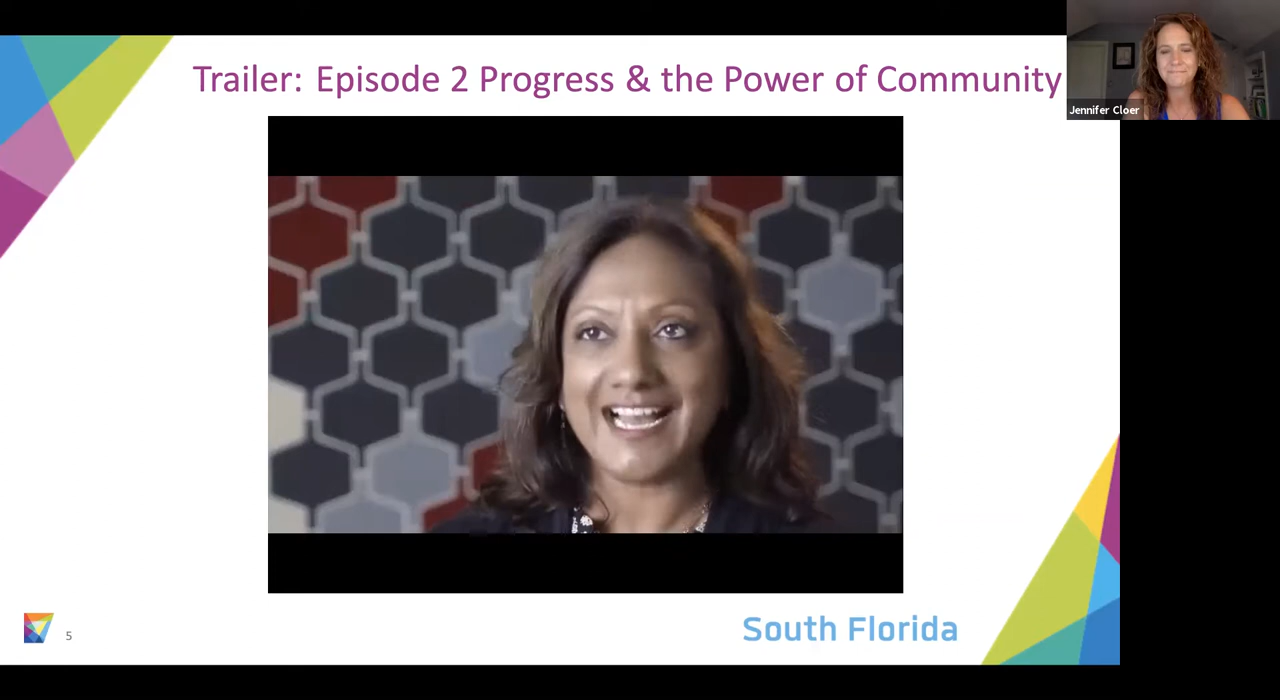 Trailer: Episode 2 Progress & the Power of Community
Jennifer Cloer
5
South Florida